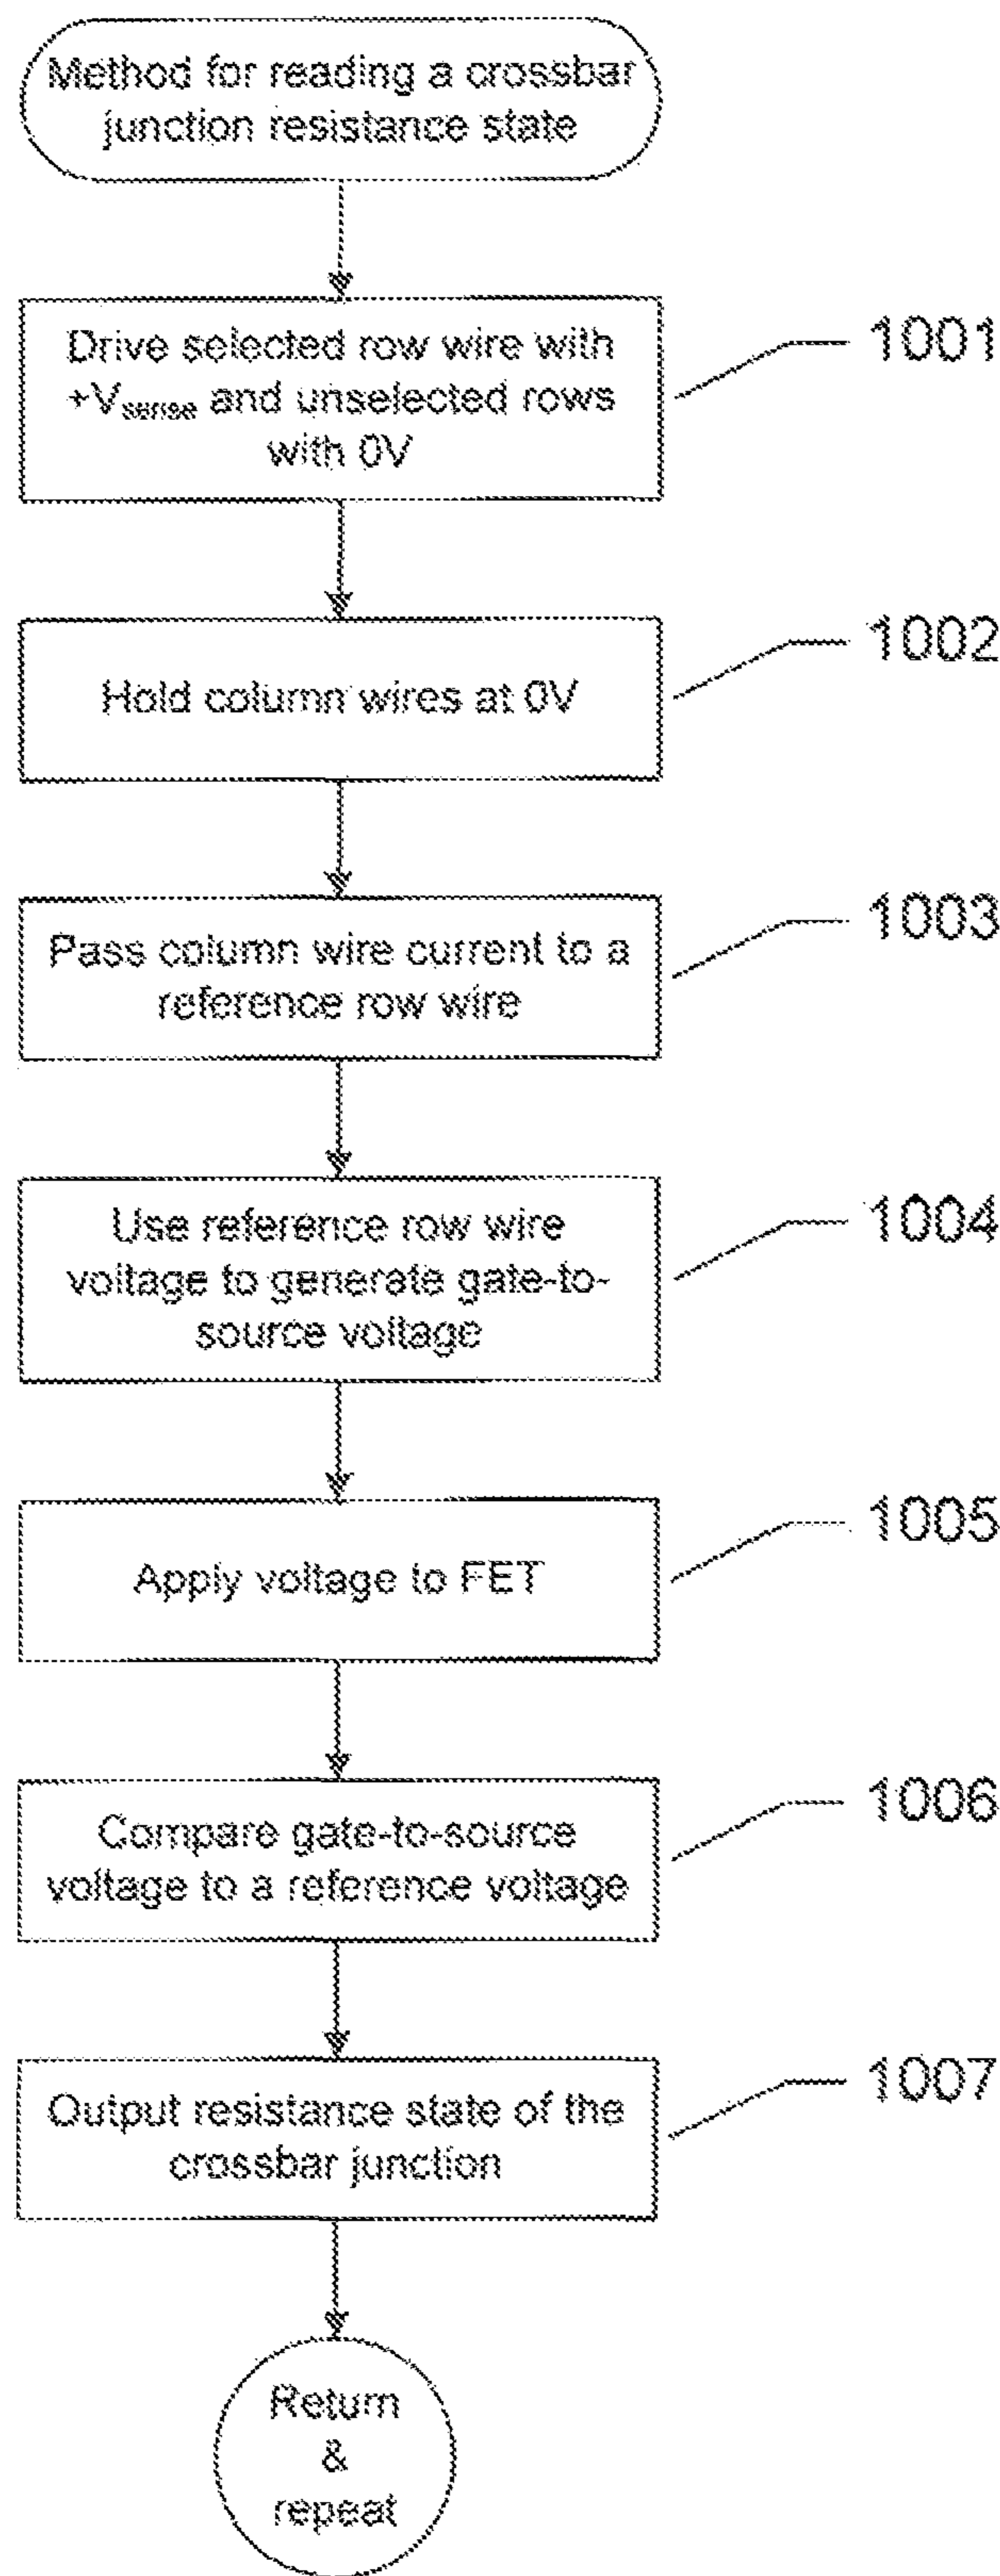 Method for reading a crossbar
junction resistance state
Drive selected row wire with
+Vsense and unselected rows
with 0V
1001
Hold column wires at 0V
1002
Pass column wire current to a
reference row wire
1003
Use reference row wire
voltage to generate gate-to-
source voltage
1004
Apply voltage to FET
1005
Compare gate-to-source
voltage to a reference voltage
1006
Output resistance state of the
crossbar junction
1007
Return
&
repeat